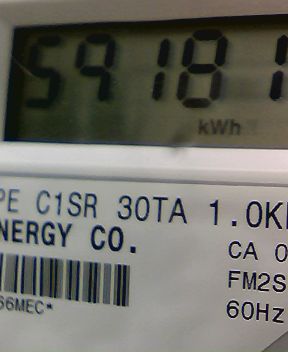 59181
kWh
PE C1SR 30TA 1.0K
NERGY CO.
CA 0
FM2S
66MEC*
60Hz